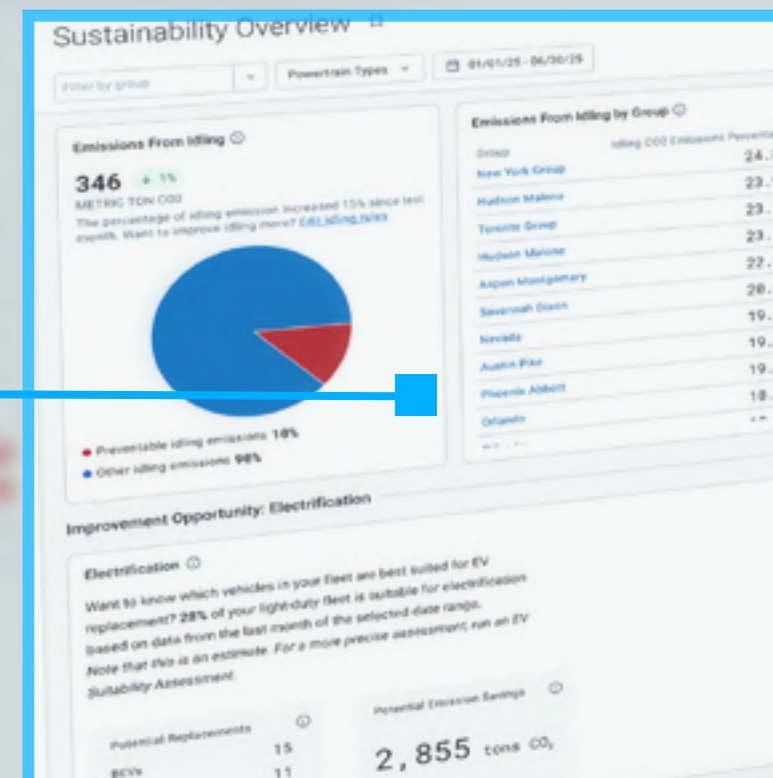 Sustainability Overview
Filter by group
Powertrain Types
01/01/25 - 06/30/25
Emissions From Idling
346 ↓ 1%
METRIC TON CO2
The percentage of idling emission increased 15% since last
month. Want to improve idling more? Edit idling rules
Preventable idling emissions 10%
Other idling emissions 90%
Emissions From Idling by Group
Group Idling CO2 Emissions
New York Group 24.
Hudson Malone 23.
Toronto Group 23.
Hudson Malone 23.
Aspen Montgomery 22.
Savannah Dixon 20.
Nevada 19.
Austin Pike 19.
Phoenix Abbott 19.
Orlando 18.
Improvement Opportunity: Electrification
Electrification
Want to know which vehicles in your fleet are best suited for EV
replacement? 28% of your light-duty fleet is suitable for electrification
based on data from the last month of the selected date range.
Note that this is an estimate. For a more precise assessment, run an EV
Suitability Assessment.
Potential Replacements
15
BEVs 11
Potential Emission Savings
2,855 tons CO₂